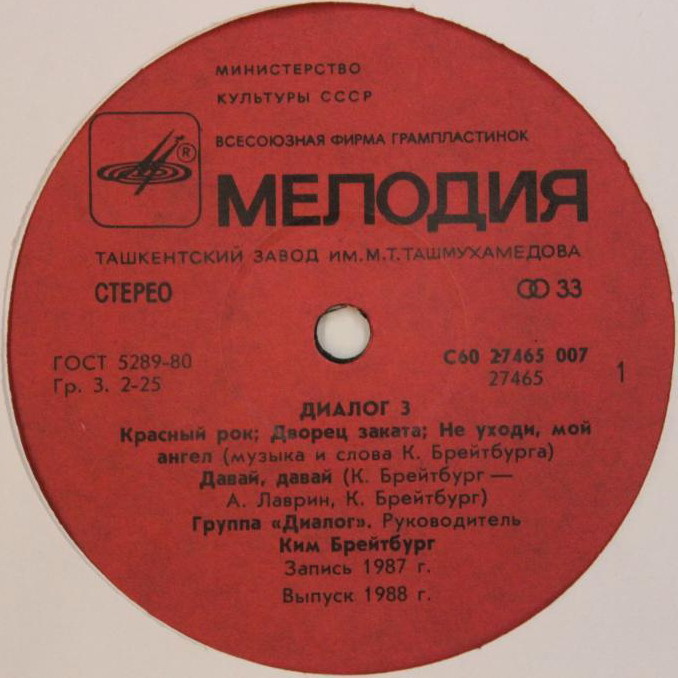 МИНИСТЕРСТВО
КУЛЬТУРЫ СССР
ВСЕСОЮЗНАЯ ФИРМА ГРАМПЛАСТИНОК
®
МЕЛОДИЯ
ТАШКЕНТСКИЙ ЗАВОД ИМ.М.Т.ТАШМУХАМЕДОВА
СТЕРЕО
33
ГОСТ 5289-80
Гр. 3. 2-25
С60 27465 007
27465
1
ДИАЛОГ 3
Красный рок; Дворец заката; Не уходи, мой
ангел (музыка и слова К. Брейтбурга)
Давай, давай (К. Брейтбург —
А. Лаврин, К. Брейтбург)
Группа «Диалог». Руководитель
Ким Брейтбург
Запись 1987 г.
Выпуск 1988 г.